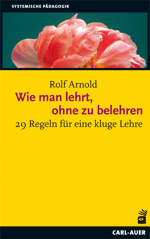 SYSTEMISCHE PÄDAGOGIK
Rolf Arnold
Wie man lehrt,
ohne zu belehren
29 Regeln für eine kluge Lehre
CARL-AUER